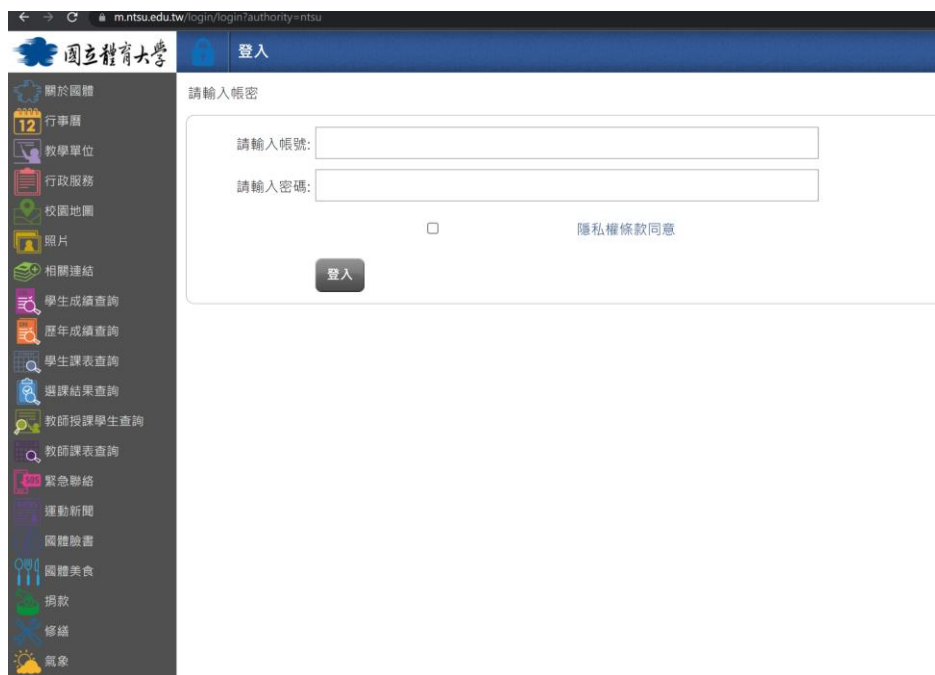 m.ntsu.edu.tw/login/login?authority=ntsu
國立體育大學
登入
關於國體
12 行事曆
教學單位
行政服務
校園地圖
照片
相關連結
學生成績查詢
歷年成績查詢
學生課表查詢
選課結果查詢
教師授課學生查詢
教師課表查詢
SOS 緊急聯絡
運動新聞
國體臉書
國體美食
捐款
修繕
氣象
請輸入帳密
請輸入帳號:
請輸入密碼:
隱私權條款同意
登入